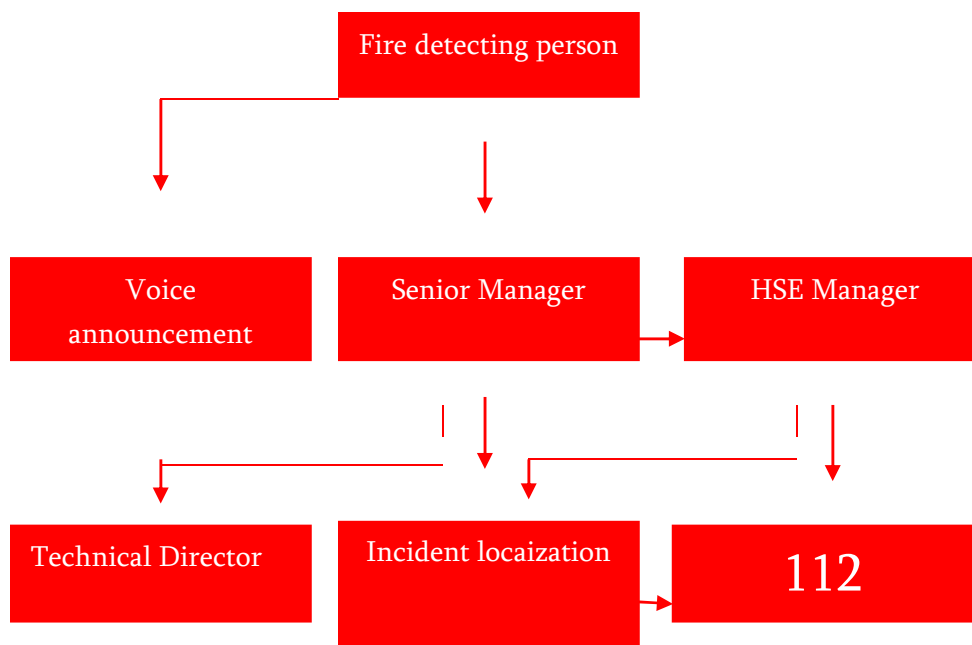 Fire detecting person
Voice
announcement
Senior Manager
HSE Manager
Technical Director
Incident locaization
112